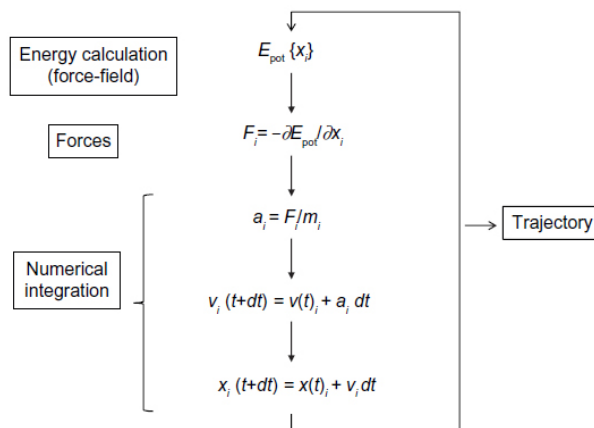 Energy calculation
(force-field)
E_pot {x_i}
Forces
F_i = −∂E_pot/∂x_i
a_i = F_i/m_i
Trajectory
Numerical
integration
v_i (t+dt) = v(t)_i + a_i dt
x_i (t+dt) = x(t)_i + v_i dt